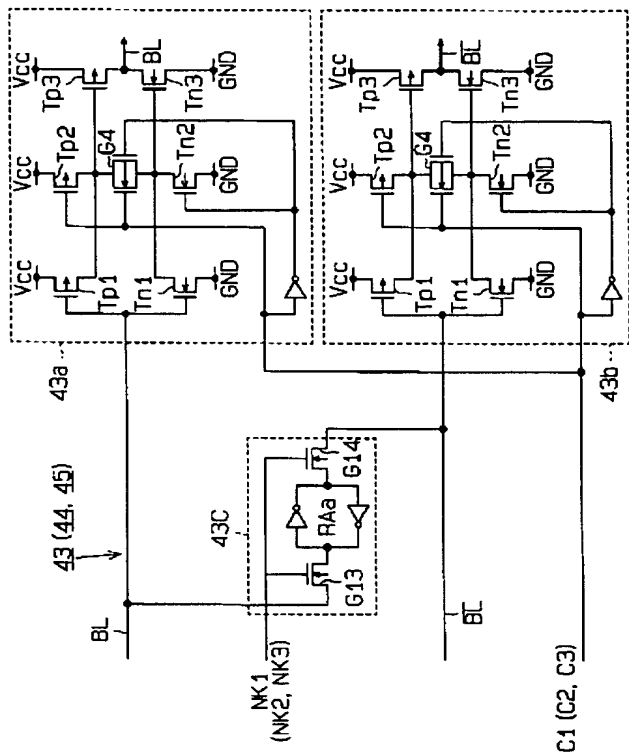 43 (44, 45)
43a
Vcc
Vcc
Vcc
Tp1
Tp2
Tp3
G4
BL
Tn1
Tn2
Tn3
GND
GND
GND
BL
43C
NK1
(NK2, NK3)
G13
RAa
G14
BL
C1 (C2, C3)
43b
Vcc
Vcc
Vcc
Tp1
Tp2
Tp3
G4
BL
Tn1
Tn2
Tn3
GND
GND
GND